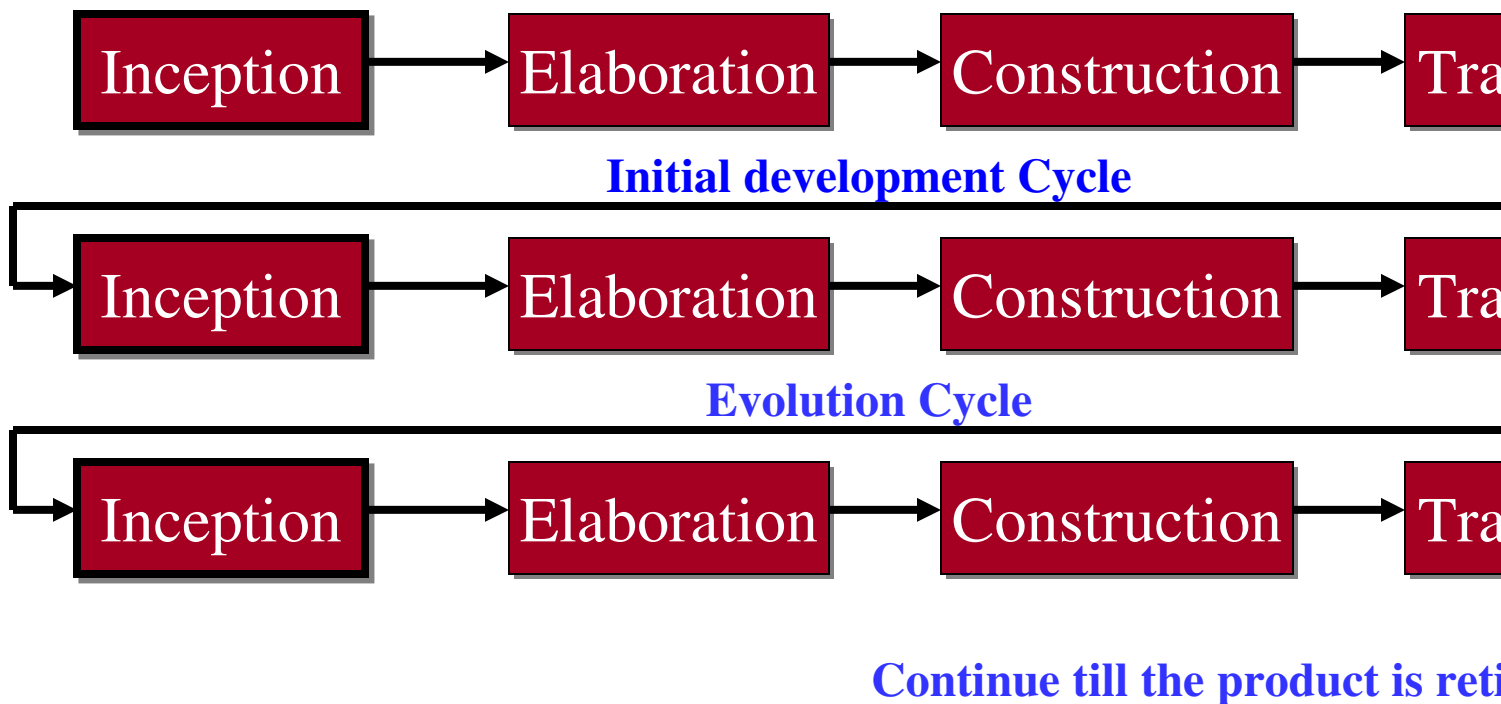 Inception Elaboration Construction
Initial development Cycle
Inception Elaboration Construction
Evolution Cycle
Inception Elaboration Construction
Continue till the product is